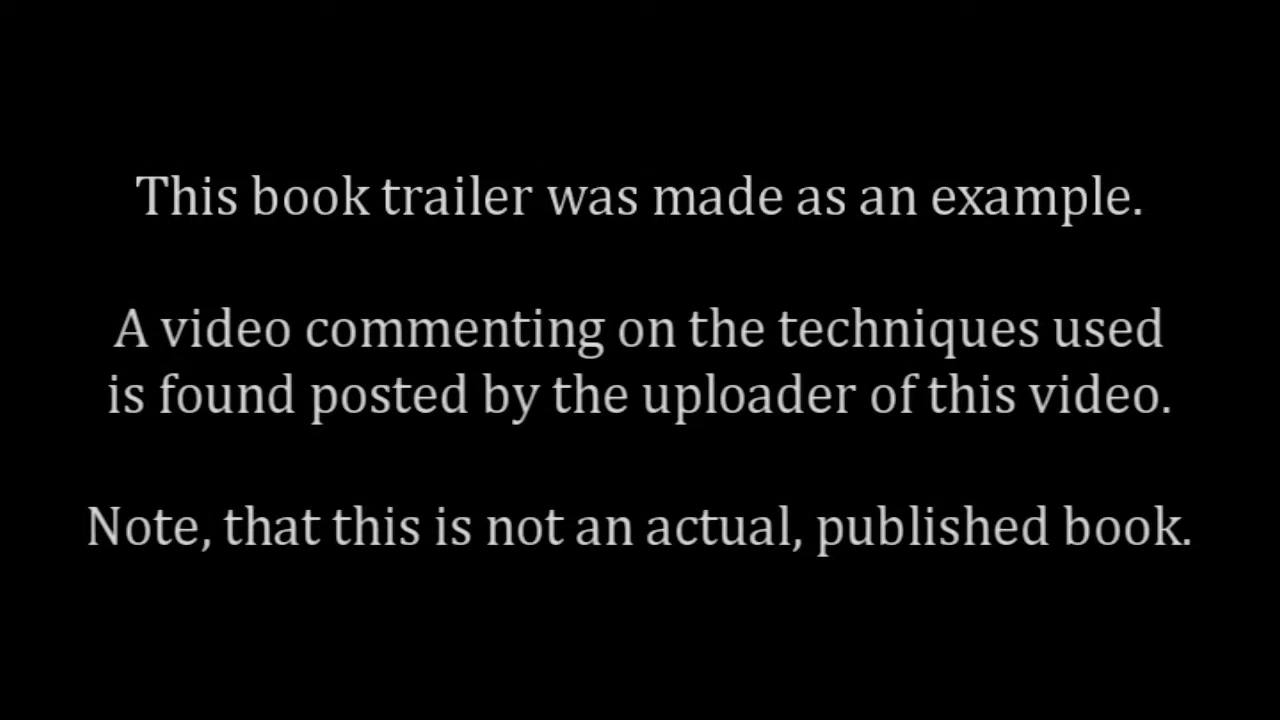 This book trailer was made as an example.
A video commenting on the techniques used
is found posted by the uploader of this video.
Note, that this is not an actual, published book.